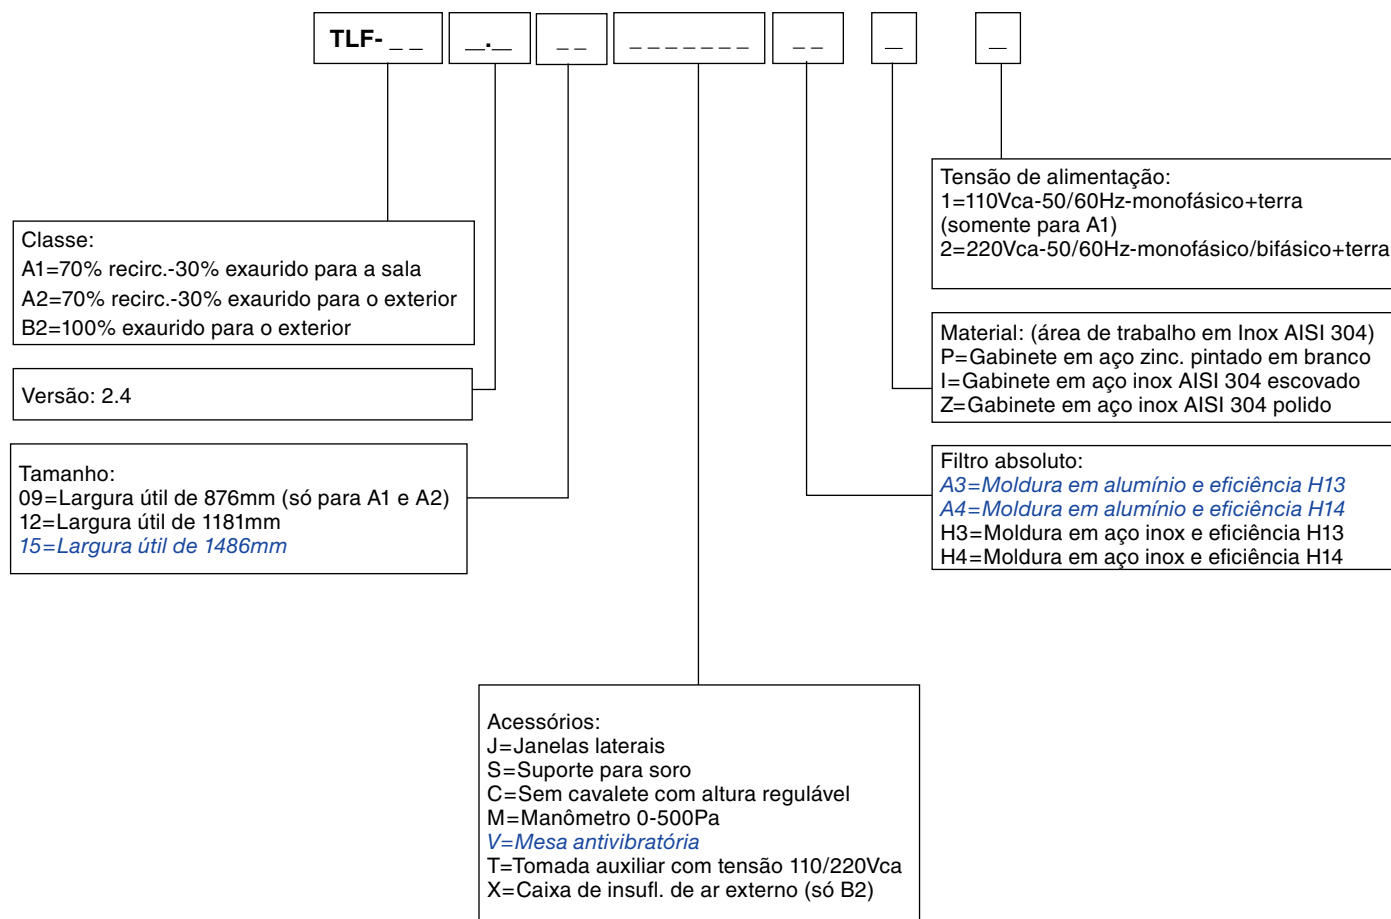 TLF- _ _ _._ _ _ _ _ _ _ _ _ _ _ _ _ _
Classe:
A1=70% recirc.-30% exaurido para a sala
A2=70% recirc.-30% exaurido para o exterior
B2=100% exaurido para o exterior
Versão: 2.4
Tamanho:
09=Largura útil de 876mm (só para A1 e A2)
12=Largura útil de 1181mm
15=Largura útil de 1486mm
Tensão de alimentação:
1=110Vca-50/60Hz-monofásico+terra
(somente para A1)
2=220Vca-50/60Hz-monofásico/bifásico+terra
Material: (área de trabalho em Inox AISI 304)
P=Gabinete em aço zinc. pintado em branco
I=Gabinete em aço inox AISI 304 escovado
Z=Gabinete em aço inox AISI 304 polido
Filtro absoluto:
A3=Moldura em alumínio e eficiência H13
A4=Moldura em alumínio e eficiência H14
H3=Moldura em aço inox e eficiência H13
H4=Moldura em aço inox e eficiência H14
Acessórios:
J=Janelas laterais
S=Suporte para soro
C=Sem cavalete com altura regulável
M=Manômetro 0-500Pa
V=Mesa antivibratória
T=Tomada auxiliar com tensão 110/220Vca
X=Caixa de insufl. de ar externo (só B2)